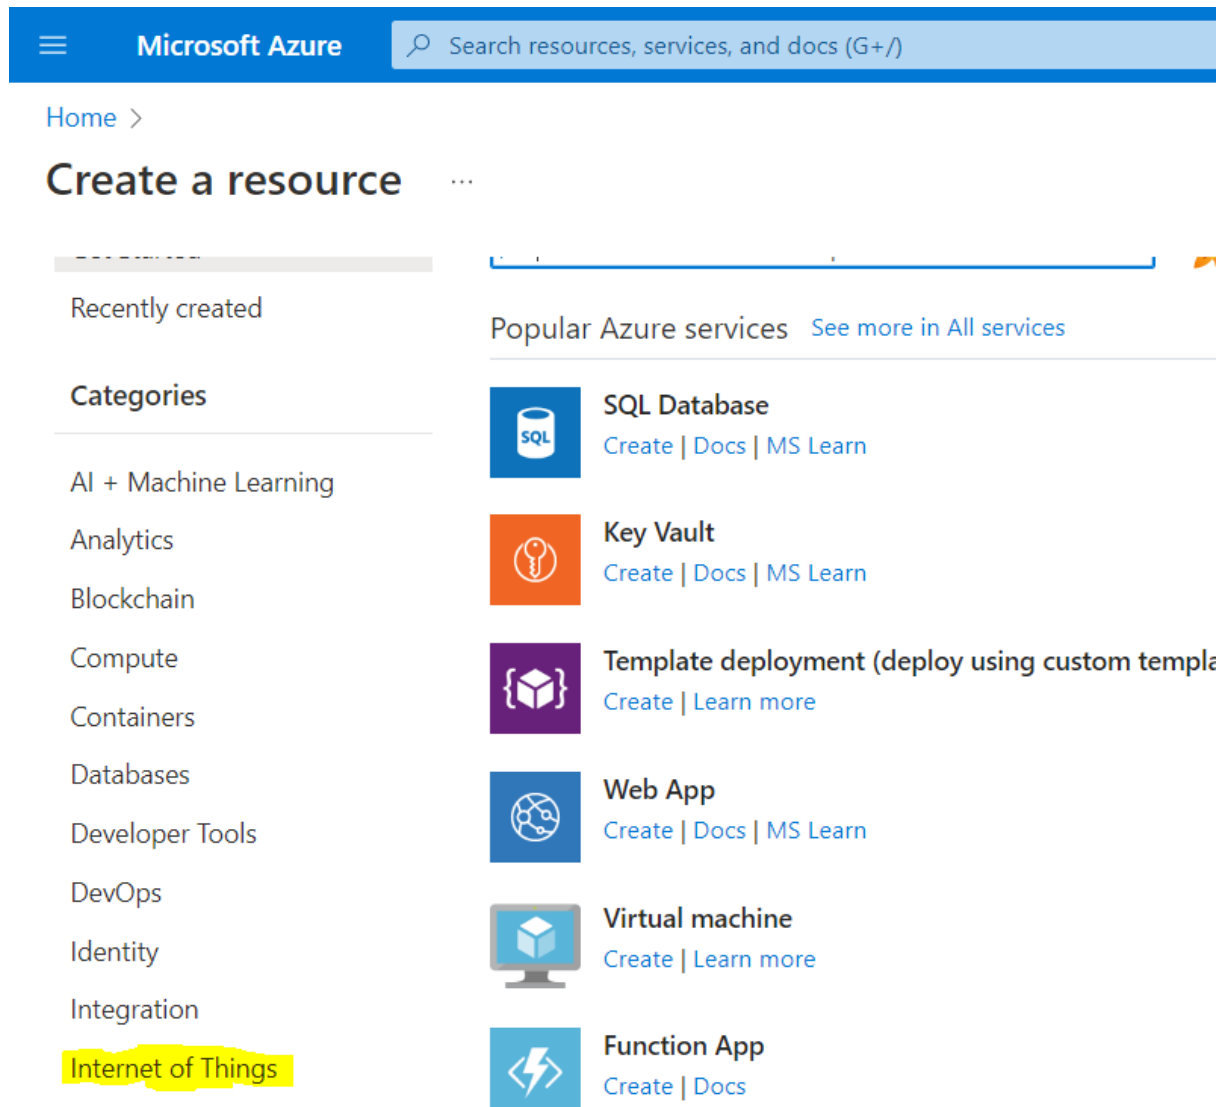 Microsoft Azure
Search resources, services, and docs (G+/)
Home >
Create a resource ...
Recently created
Categories
AI + Machine Learning
Analytics
Blockchain
Compute
Containers
Databases
Developer Tools
DevOps
Identity
Integration
Internet of Things
Popular Azure services See more in All services
SQL
SQL Database
Create | Docs | MS Learn
Key Vault
Create | Docs | MS Learn
Template deployment (deploy using custom templa
Create | Learn more
Web App
Create | Docs | MS Learn
Virtual machine
Create | Learn more
Function App
Create | Docs